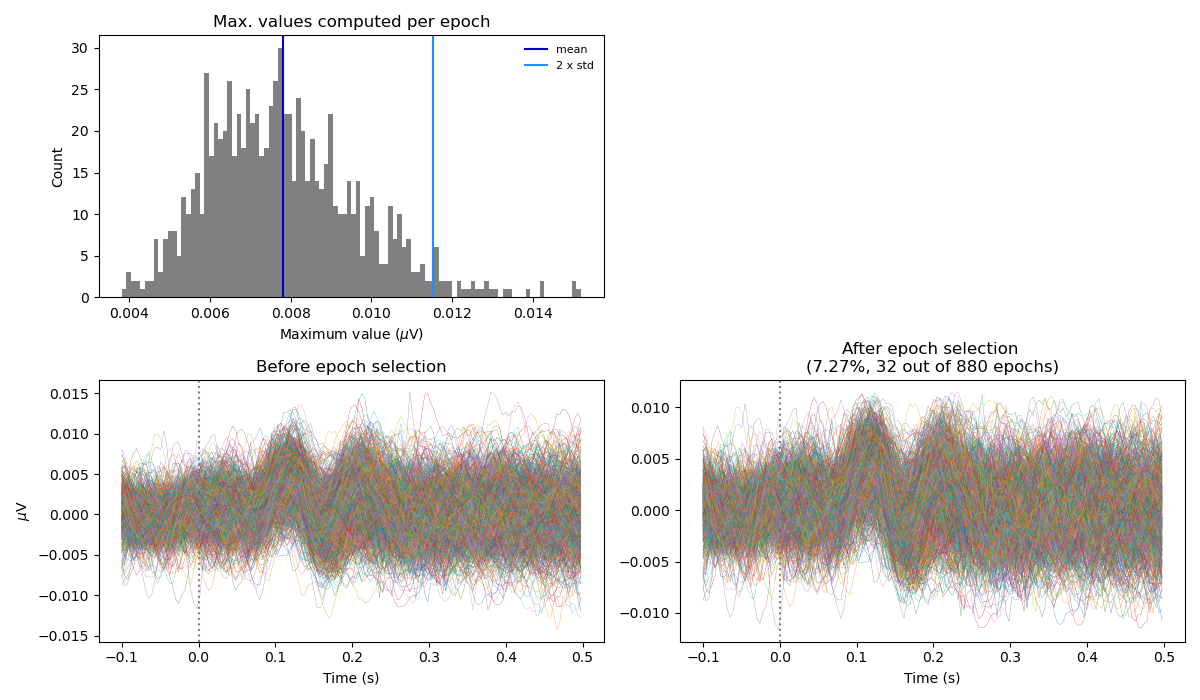 Max. values computed per epoch
30
25
20
15
10
5
0
Count
mean
2 x std
0.004 0.006 0.008 0.010 0.012 0.014
Maximum value (μV)
Before epoch selection
0.015
0.010
0.005
0.000
−0.005
−0.010
−0.015
μV
−0.1 0.0 0.1 0.2 0.3 0.4 0.5
Time (s)
After epoch selection
(7.27%, 32 out of 880 epochs)
0.010
0.005
0.000
−0.005
−0.010
−0.1 0.0 0.1 0.2 0.3 0.4 0.5
Time (s)